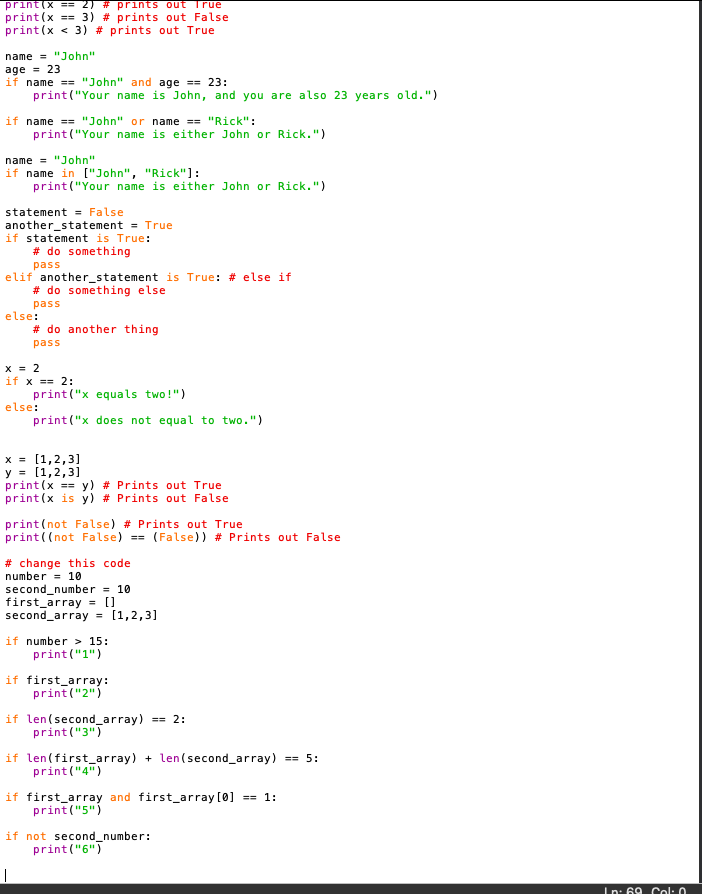 print(x == 2) # prints out True
print(x == 3) # prints out False
print(x < 3) # prints out True

name = "John"
age = 23
if name == "John" and age == 23:
    print("Your name is John, and you are also 23 years old.")

if name == "John" or name == "Rick":
    print("Your name is either John or Rick.")

name = "John"
if name in ["John", "Rick"]:
    print("Your name is either John or Rick.")

statement = False
another_statement = True
if statement is True:
    # do something
    pass
elif another_statement is True: # else if
    # do something else
    pass
else:
    # do another thing
    pass

x = 2
if x == 2:
    print("x equals two!")
else:
    print("x does not equal to two.")


x = [1,2,3]
y = [1,2,3]
print(x == y) # Prints out True
print(x is y) # Prints out False

print(not False) # Prints out True
print((not False) == (False)) # Prints out False

# change this code
number = 10
second_number = 10
first_array = []
second_array = [1,2,3]

if number > 15:
    print("1")

if first_array:
    print("2")

if len(second_array) == 2:
    print("3")

if len(first_array) + len(second_array) == 5:
    print("4")

if first_array and first_array[0] == 1:
    print("5")

if not second_number:
    print("6")

Ln: 69 Col: 0